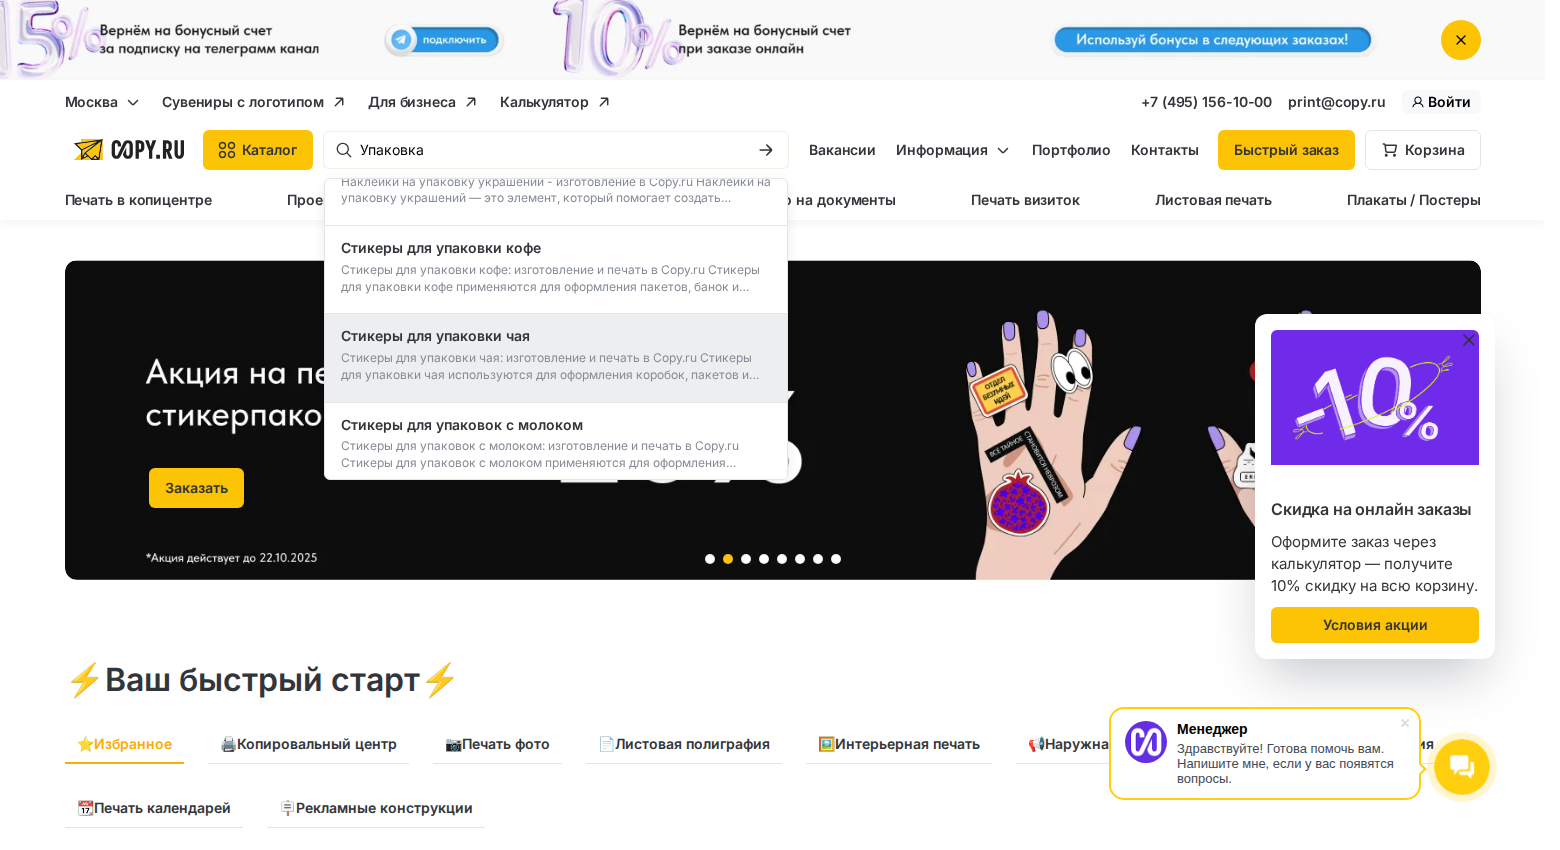 15%
Вернём на бонусный счет
за подписку на телеграмм канал
подключить
10%
Вернём на бонусный счет
при заказе онлайн
Используй бонусы в следующих заказах!
Москва
Сувениры с логотипом
Для бизнеса
Калькулятор
+7 (495) 156-10-00
print@copy.ru
Войти
COPY.RU
Каталог
Упаковка
Вакансии
Информация
Портфолио
Контакты
Быстрый заказ
Корзина
Печать в копицентре
Прое
на документы
Печать визиток
Листовая печать
Плакаты / Постеры
Наклейки на упаковку украшений - изготовление в Copy.ru Наклейки на
упаковку украшений — это элемент, который помогает создать...
Стикеры для упаковки кофе
Стикеры для упаковки кофе: изготовление и печать в Copy.ru Стикеры
для упаковки кофе применяются для оформления пакетов, банок и...
Стикеры для упаковки чая
Стикеры для упаковки чая: изготовление и печать в Copy.ru Стикеры
для упаковки чая используются для оформления коробок, пакетов и...
Стикеры для упаковок с молоком
Стикеры для упаковок с молоком: изготовление и печать в Copy.ru
Стикеры для упаковок с молоком применяются для оформления...
Акция на пе
стикерпако
Заказать
*Акция действует до 22.10.2025
ОТДЕЛ
БЕЗУМНЫХ
ИДЕЙ
ВСЕ ТАЙНОЕ
СТАНОВИТСЯ НЕВРОЗОМ
-10%
Скидка на онлайн заказы
Оформите заказ через
калькулятор — получите
10% скидку на всю корзину.
Условия акции
⚡Ваш быстрый старт⚡
⭐Избранное
🖨️Копировальный центр
📷Печать фото
📄Листовая полиграфия
🖼️Интерьерная печать
📢Наружна
📆Печать календарей
🪧Рекламные конструкции
Менеджер
Здравствуйте! Готова помочь вам.
Напишите мне, если у вас появятся
вопросы.